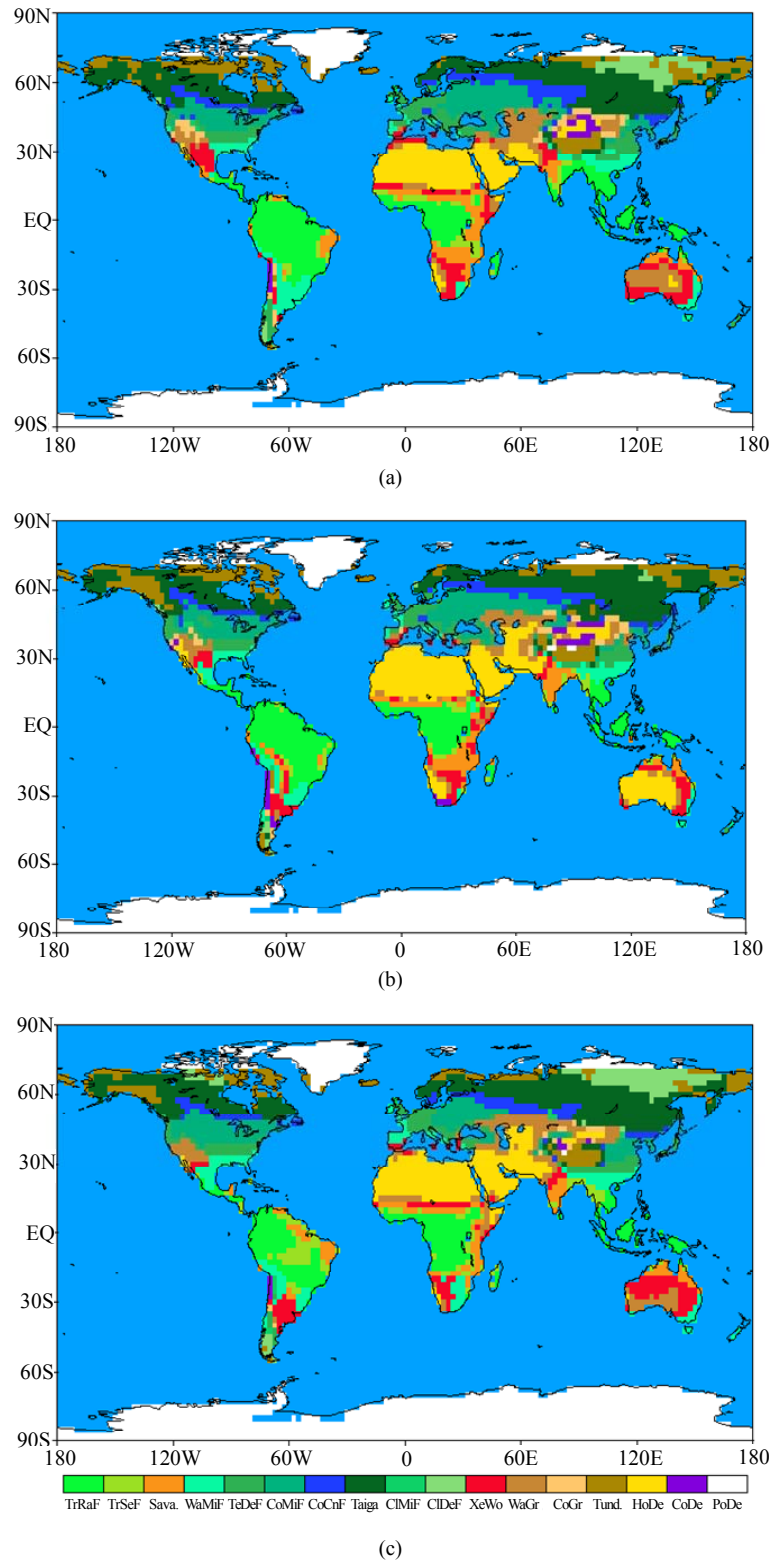 90N
60N
30N
EQ
30S
60S
90S
180 120W 60W 0 60E 120E 180
(a)
90N
60N
30N
EQ
30S
60S
90S
180 120W 60W 0 60E 120E 180
(b)
90N
60N
30N
EQ
30S
60S
90S
180 120W 60W 0 60E 120E 180
TrRaF TrSeF Sava. WaMiF TeDeF CoMiF CoCnF Taiga ClMiF ClDeF XeWo WaGr CoGr Tund. HoDe CoDe PoDe
(c)